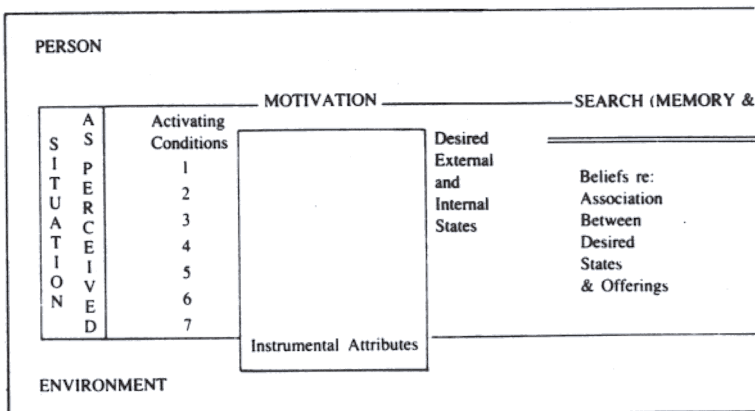 PERSON
MOTIVATION
SEARCH (MEMORY &
SITUATION
AS PERCEIVED
Activating
Conditions
1
2
3
4
5
6
7
Instrumental Attributes
Desired
External
and
Internal
States
Beliefs re:
Association
Between
Desired
States
& Offerings
ENVIRONMENT